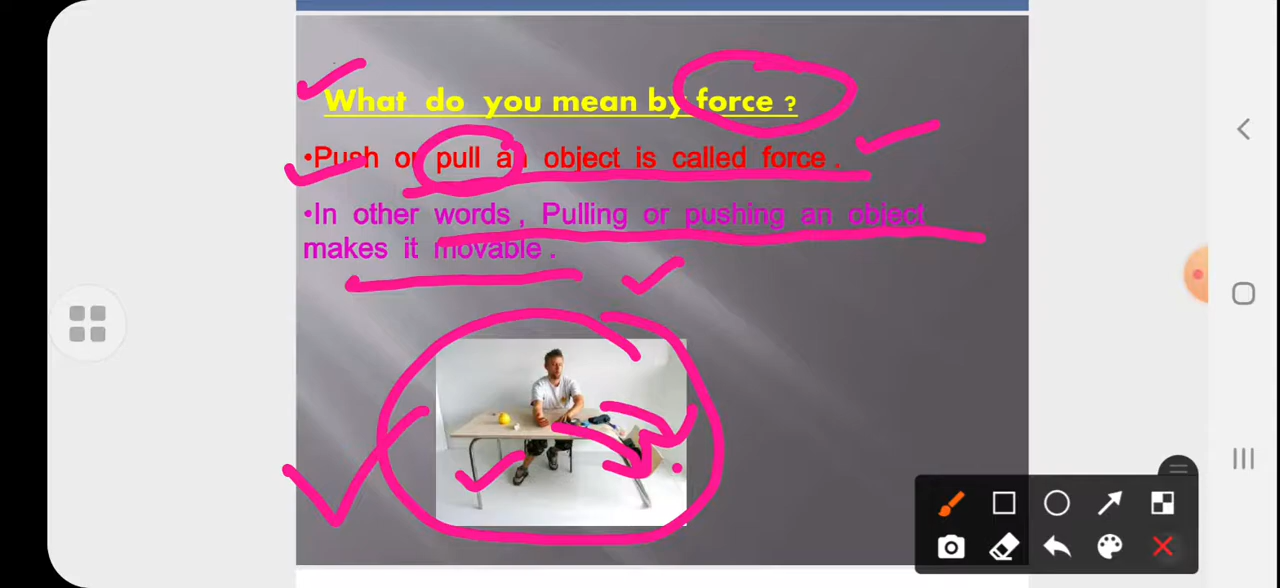 What do you mean by force ?
•Push or pull an object is called force .
•In other words , Pulling or pushing an object
makes it movable .